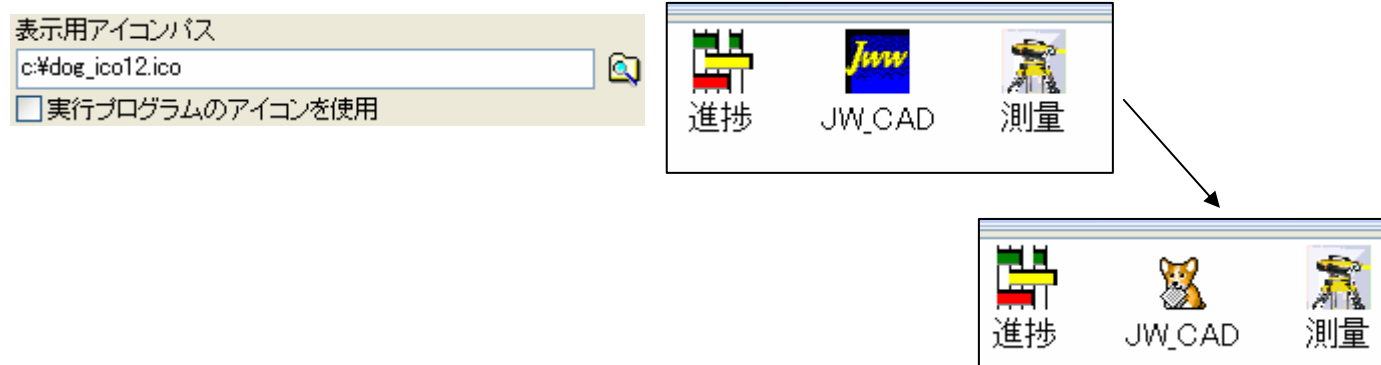 表示用アイコンパス
c:¥dog_ico12.ico
実行プログラムのアイコンを使用
Jww
進捗 JW_CAD 測量
進捗 JW_CAD 測量